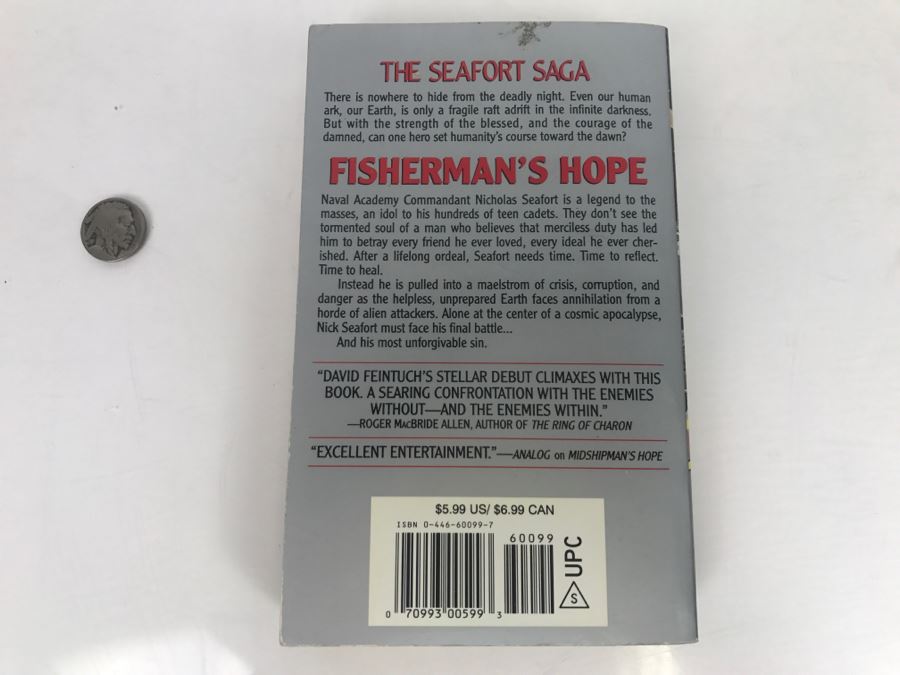 THE SEAFORT SAGA
There is nowhere to hide from the deadly night. Even our human
ark, our Earth, is only a fragile raft adrift in the infinite darkness.
But with the strength of the blessed, and the courage of the
damned, can one hero set humanity's course toward the dawn?
FISHERMAN'S HOPE
Naval Academy Commandant Nicholas Seafort is a legend to the
masses, an idol to his hundreds of teen cadets. They don't see the
tormented soul of a man who believes that merciless duty has led
him to betray every friend he ever loved, every ideal he ever cher-
ished. After a lifelong ordeal, Seafort needs time. Time to reflect.
Time to heal.
Instead he is pulled into a maelstrom of crisis, corruption, and
danger as the helpless, unprepared Earth faces annihilation from a
horde of alien attackers. Alone at the center of a cosmic apocalypse,
Nick Seafort must face his final battle...
And his most unforgivable sin.
"DAVID FEINTUCH'S STELLAR DEBUT CLIMAXES WITH THIS
BOOK. A SEARING CONFRONTATION WITH THE ENEMIES
WITHOUT—AND THE ENEMIES WITHIN."
—ROGER MacBRIDE ALLEN, AUTHOR OF THE RING OF CHARON
"EXCELLENT ENTERTAINMENT."—ANALOG on MIDSHIPMAN'S HOPE
$5.99 US/ $6.99 CAN
ISBN 0-446-60099-7
60099
0 70993 00599 3
S UPC